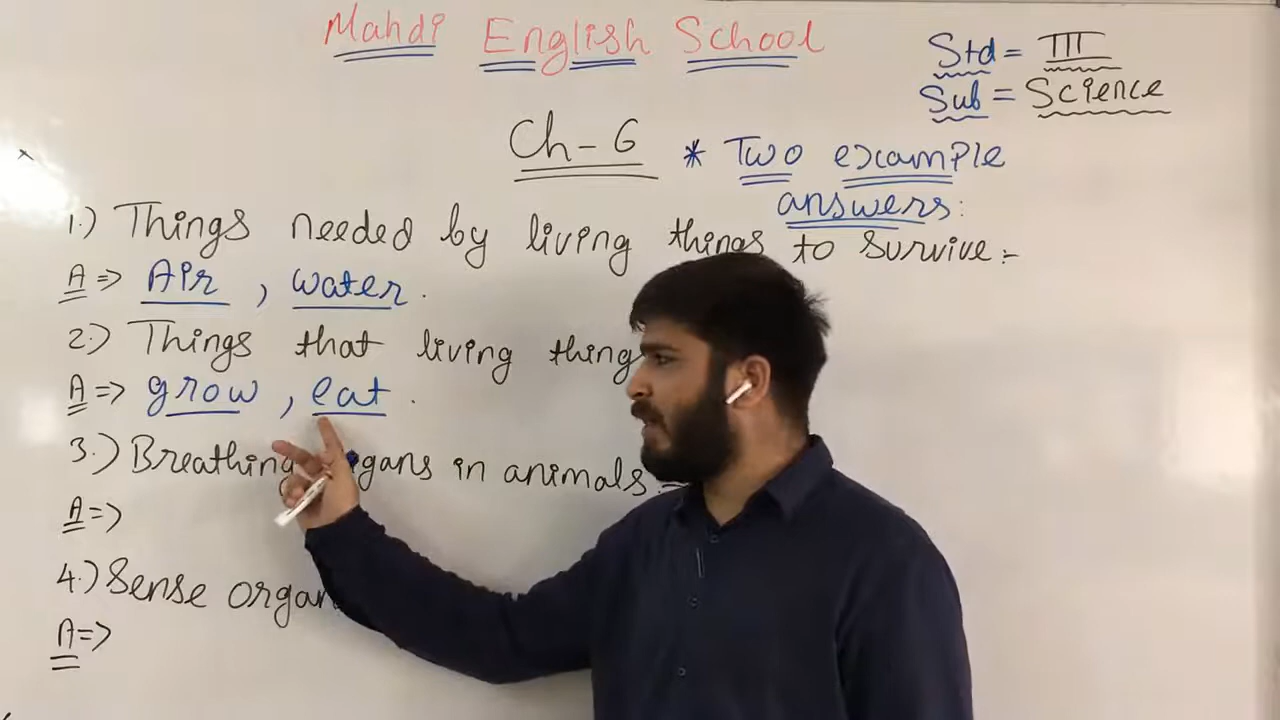 Mahdi English School
Std = III
Sub = Science
Ch-6 * Two example
answers:
1.) Things needed by living things to survive:-
A => Air, water.
2.) Things that living thing
A => grow, eat.
3.) Breathing organs in animals:-
A =>
4.) Sense organ
A =>